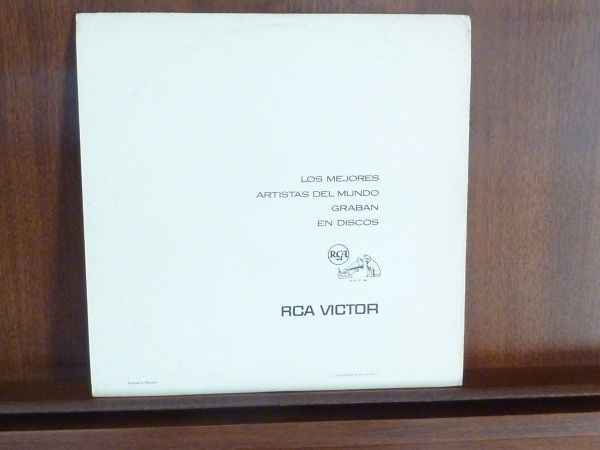 LOS MEJORES
ARTISTAS DEL MUNDO
GRABAN
EN DISCOS
RCA
RCA VICTOR